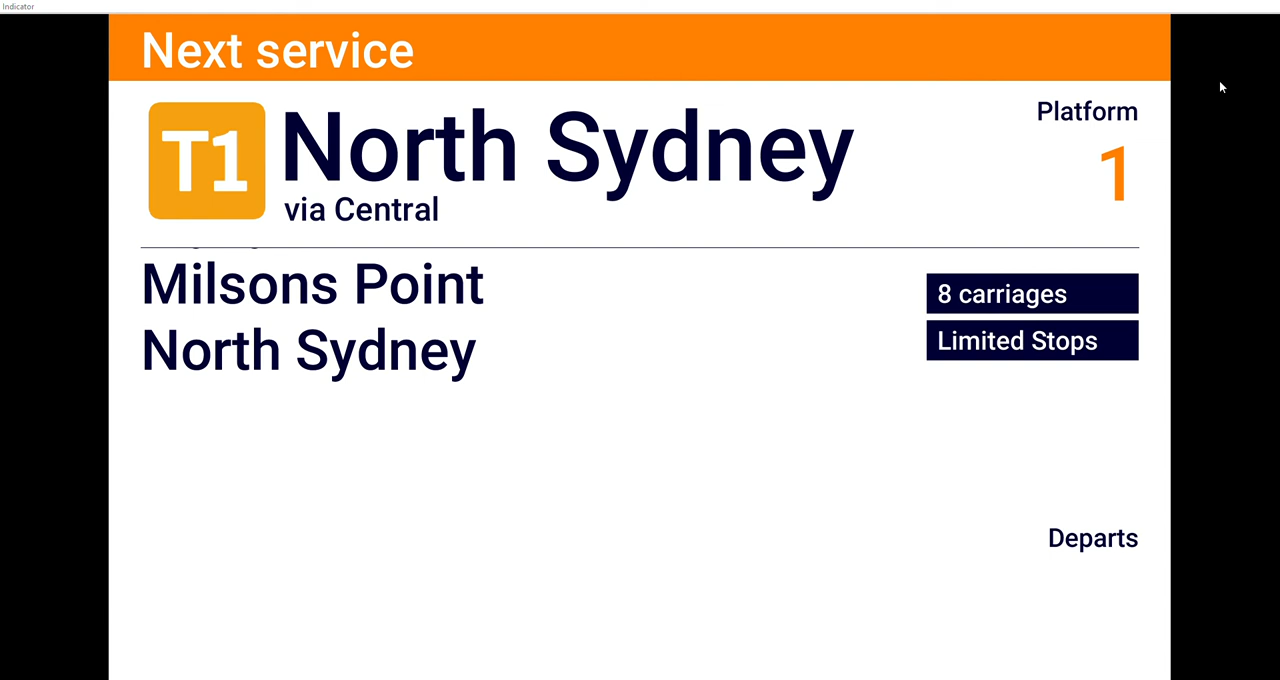 Indicator
Next service
T1 North Sydney
via Central
Platform
1
Milsons Point
North Sydney
8 carriages
Limited Stops
Departs